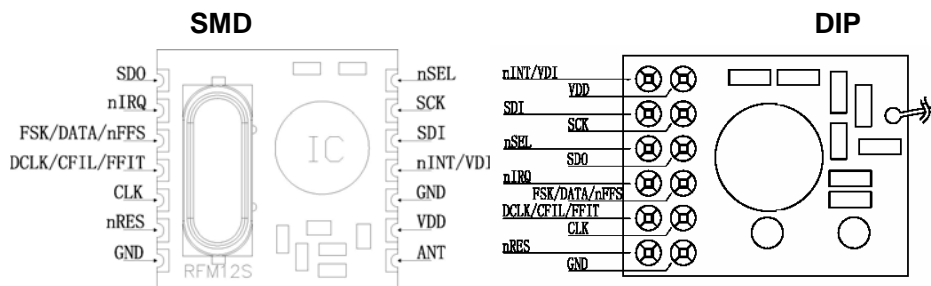 SMD
DIP
SDO
nIRQ
FSK/DATA/nFFS
DCLK/CFIL/FFIT
CLK
nRES
GND
IC
RFM12S
nSEL
SCK
SDI
nINT/VDI
GND
VDD
ANT
nINT/VDI
VDD
SDI
SCK
nSEL
SDO
nIRQ
FSK/DATA/nFFS
DCLK/CFIL/FFIT
CLK
nRES
GND